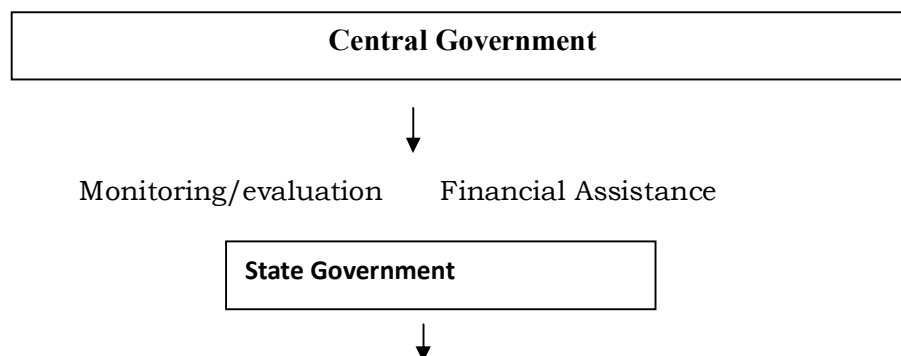 Central Government
Monitoring/evaluation Financial Assistance
State Government